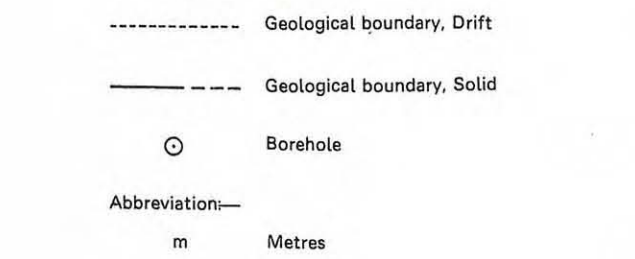 Geological boundary, Drift
Geological boundary, Solid
Borehole
Abbreviation:—
m Metres